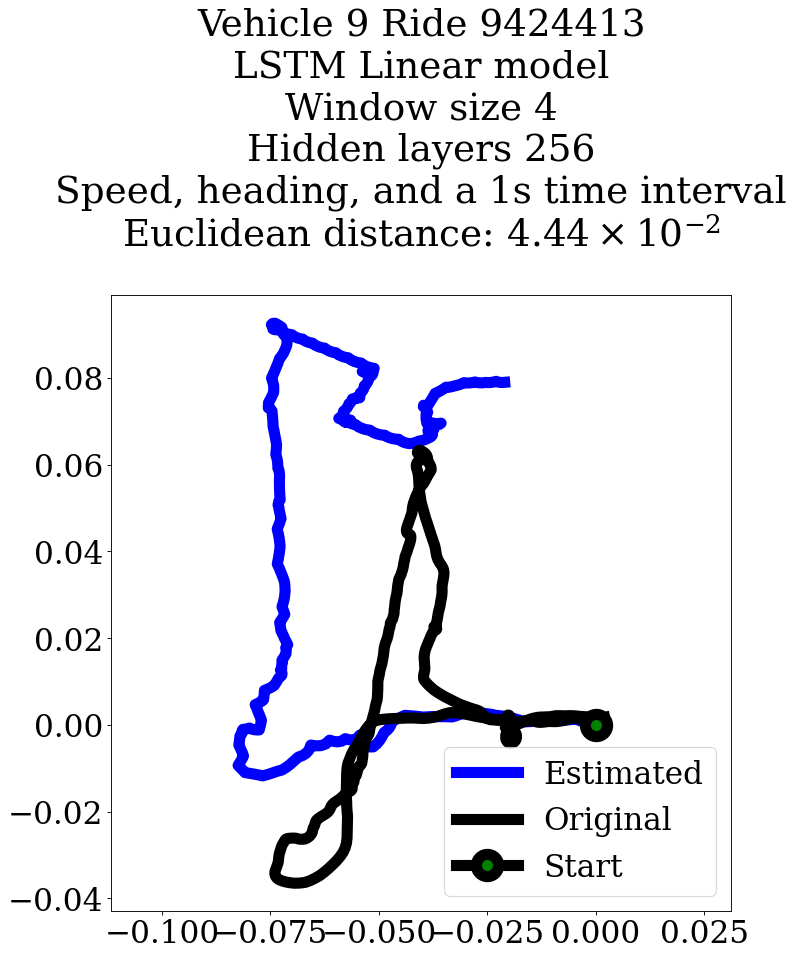 Vehicle 9 Ride 9424413
LSTM Linear model
Window size 4
Hidden layers 256
Speed, heading, and a 1s time interval
Euclidean distance: 4.44 × 10⁻²
0.08
0.06
0.04
0.02
0.00
−0.02
−0.04
Estimated
Original
Start
−0.100 −0.075 −0.050 −0.025 0.000 0.025